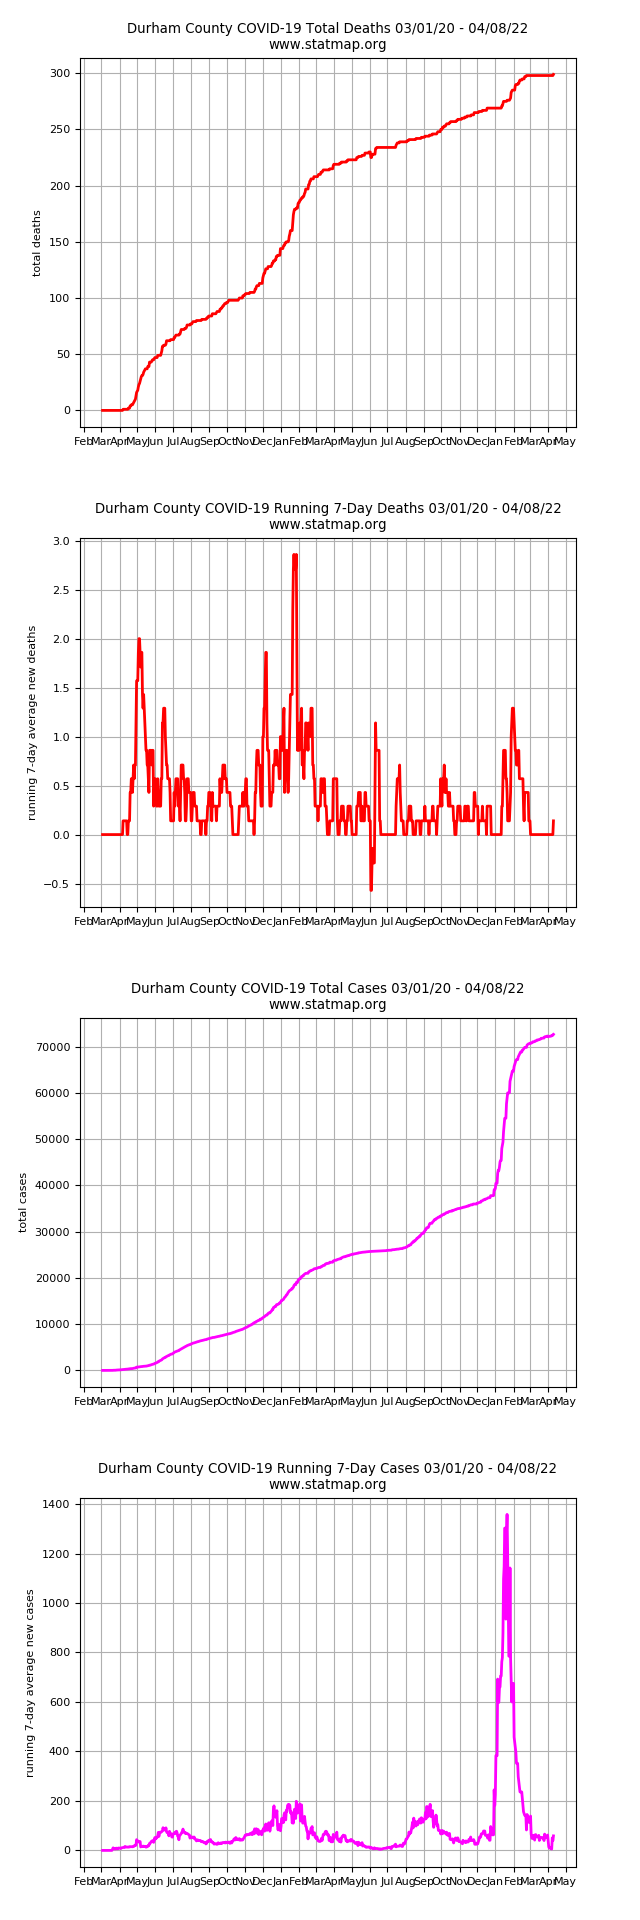 Durham County COVID-19 Total Deaths 03/01/20 - 04/08/22
www.statmap.org
300
250
200
150
100
50
0
total deaths
Feb Mar Apr May Jun Jul Aug Sep Oct Nov Dec Jan Feb Mar Apr May Jun Jul Aug Sep Oct Nov Dec Jan Feb Mar Apr May
Durham County COVID-19 Running 7-Day Deaths 03/01/20 - 04/08/22
www.statmap.org
3.0
2.5
2.0
1.5
1.0
0.5
0.0
−0.5
running 7-day average new deaths
Feb Mar Apr May Jun Jul Aug Sep Oct Nov Dec Jan Feb Mar Apr May Jun Jul Aug Sep Oct Nov Dec Jan Feb Mar Apr May
Durham County COVID-19 Total Cases 03/01/20 - 04/08/22
www.statmap.org
70000
60000
50000
40000
30000
20000
10000
0
total cases
Feb Mar Apr May Jun Jul Aug Sep Oct Nov Dec Jan Feb Mar Apr May Jun Jul Aug Sep Oct Nov Dec Jan Feb Mar Apr May
Durham County COVID-19 Running 7-Day Cases 03/01/20 - 04/08/22
www.statmap.org
1400
1200
1000
800
600
400
200
0
running 7-day average new cases
Feb Mar Apr May Jun Jul Aug Sep Oct Nov Dec Jan Feb Mar Apr May Jun Jul Aug Sep Oct Nov Dec Jan Feb Mar Apr May